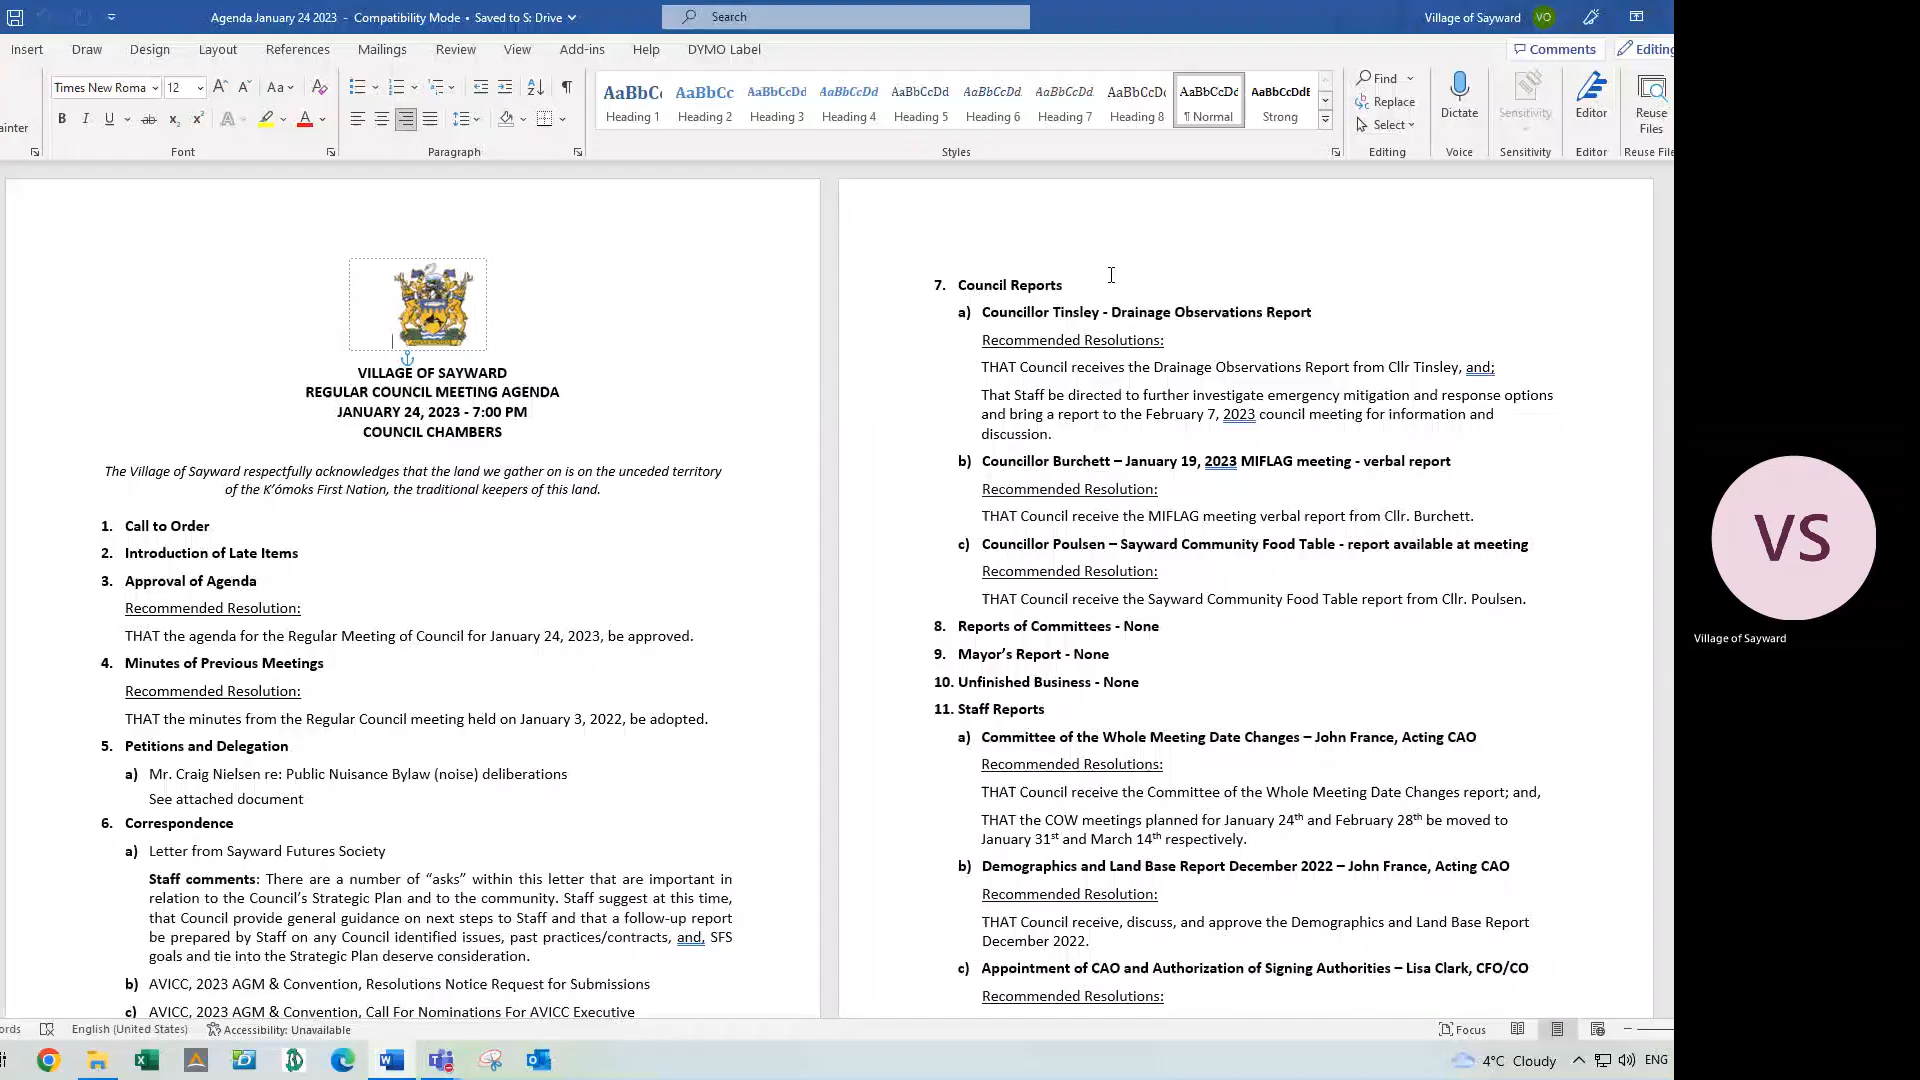 Agenda January 24 2023 - Compatibility Mode • Saved to S: Drive
Search
Village of Sayward VO
Insert Draw Design Layout References Mailings Review View Add-ins Help DYMO Label Comments Editing
Times New Roma 12
AaBbCc AaBbCc AaBbCcDd AaBbCcDd AaBbCcDd AaBbCcDd AaBbCcDd AaBbCcDc AaBbCcDd AaBbCcDdE
Heading 1 Heading 2 Heading 3 Heading 4 Heading 5 Heading 6 Heading 7 Heading 8 ¶ Normal Strong
Find
Replace
Select
Dictate Sensitivity Editor Reuse Files
ainter
Font Paragraph Styles Editing Voice Sensitivity Editor Reuse File
VILLAGE OF SAYWARD
REGULAR COUNCIL MEETING AGENDA
JANUARY 24, 2023 - 7:00 PM
COUNCIL CHAMBERS
The Village of Sayward respectfully acknowledges that the land we gather on is on the unceded territory
of the K'ómoks First Nation, the traditional keepers of this land.
1. Call to Order
2. Introduction of Late Items
3. Approval of Agenda
Recommended Resolution:
THAT the agenda for the Regular Meeting of Council for January 24, 2023, be approved.
4. Minutes of Previous Meetings
Recommended Resolution:
THAT the minutes from the Regular Council meeting held on January 3, 2022, be adopted.
5. Petitions and Delegation
a) Mr. Craig Nielsen re: Public Nuisance Bylaw (noise) deliberations
See attached document
6. Correspondence
a) Letter from Sayward Futures Society
Staff comments: There are a number of “asks” within this letter that are important in
relation to the Council’s Strategic Plan and to the community. Staff suggest at this time,
that Council provide general guidance on next steps to Staff and that a follow-up report
be prepared by Staff on any Council identified issues, past practices/contracts, and, SFS
goals and tie into the Strategic Plan deserve consideration.
b) AVICC, 2023 AGM & Convention, Resolutions Notice Request for Submissions
c) AVICC, 2023 AGM & Convention, Call For Nominations For AVICC Executive
7. Council Reports
a) Councillor Tinsley - Drainage Observations Report
Recommended Resolutions:
THAT Council receives the Drainage Observations Report from Cllr Tinsley, and;
That Staff be directed to further investigate emergency mitigation and response options
and bring a report to the February 7, 2023 council meeting for information and
discussion.
b) Councillor Burchett – January 19, 2023 MIFLAG meeting - verbal report
Recommended Resolution:
THAT Council receive the MIFLAG meeting verbal report from Cllr. Burchett.
c) Councillor Poulsen – Sayward Community Food Table - report available at meeting
Recommended Resolution:
THAT Council receive the Sayward Community Food Table report from Cllr. Poulsen.
8. Reports of Committees - None
9. Mayor’s Report - None
10. Unfinished Business - None
11. Staff Reports
a) Committee of the Whole Meeting Date Changes – John France, Acting CAO
Recommended Resolutions:
THAT Council receive the Committee of the Whole Meeting Date Changes report; and,
THAT the COW meetings planned for January 24th and February 28th be moved to
January 31st and March 14th respectively.
b) Demographics and Land Base Report December 2022 – John France, Acting CAO
Recommended Resolution:
THAT Council receive, discuss, and approve the Demographics and Land Base Report
December 2022.
c) Appointment of CAO and Authorization of Signing Authorities – Lisa Clark, CFO/CO
Recommended Resolutions:
VS
Village of Sayward
ords English (United States) Accessibility: Unavailable Focus
4°C Cloudy ENG